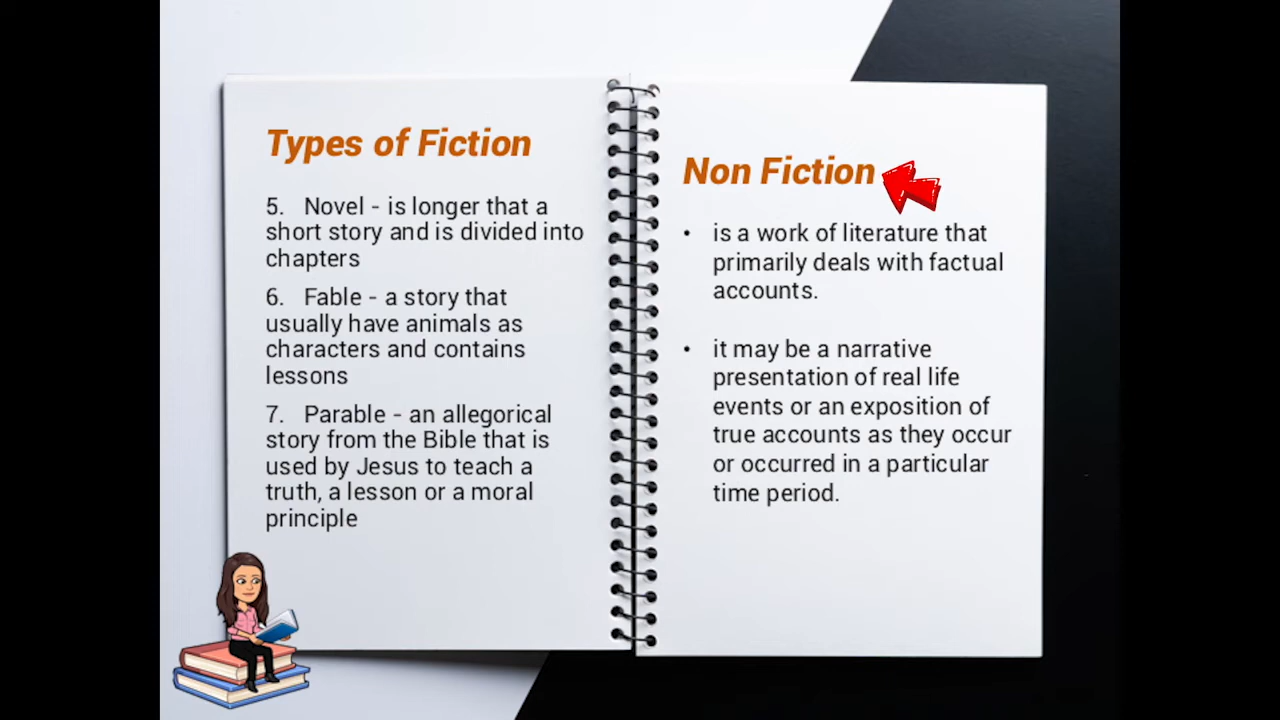 Types of Fiction
5. Novel - is longer that a
short story and is divided into
chapters
6. Fable - a story that
usually have animals as
characters and contains
lessons
7. Parable - an allegorical
story from the Bible that is
used by Jesus to teach a
truth, a lesson or a moral
principle
Non Fiction
• is a work of literature that
primarily deals with factual
accounts.
• it may be a narrative
presentation of real life
events or an exposition of
true accounts as they occur
or occurred in a particular
time period.